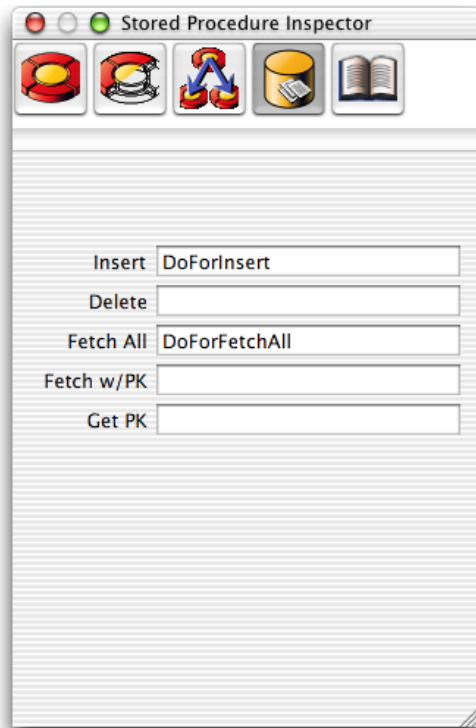 Stored Procedure Inspector
Insert DoForInsert
Delete
Fetch All DoForFetchAll
Fetch w/PK
Get PK